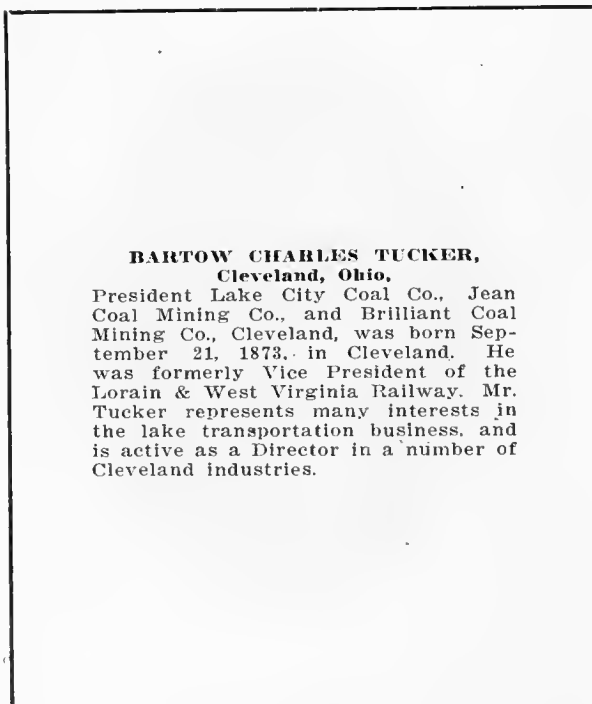 BARTOW CHARLES TUCKER,
Cleveland, Ohio,
President Lake City Coal Co., Jean
Coal Mining Co., and Brilliant Coal
Mining Co., Cleveland, was born Sep-
tember 21, 1873, in Cleveland. He
was formerly Vice President of the
Lorain & West Virginia Railway. Mr.
Tucker represents many interests in
the lake transportation business, and
is active as a Director in a number of
Cleveland industries.